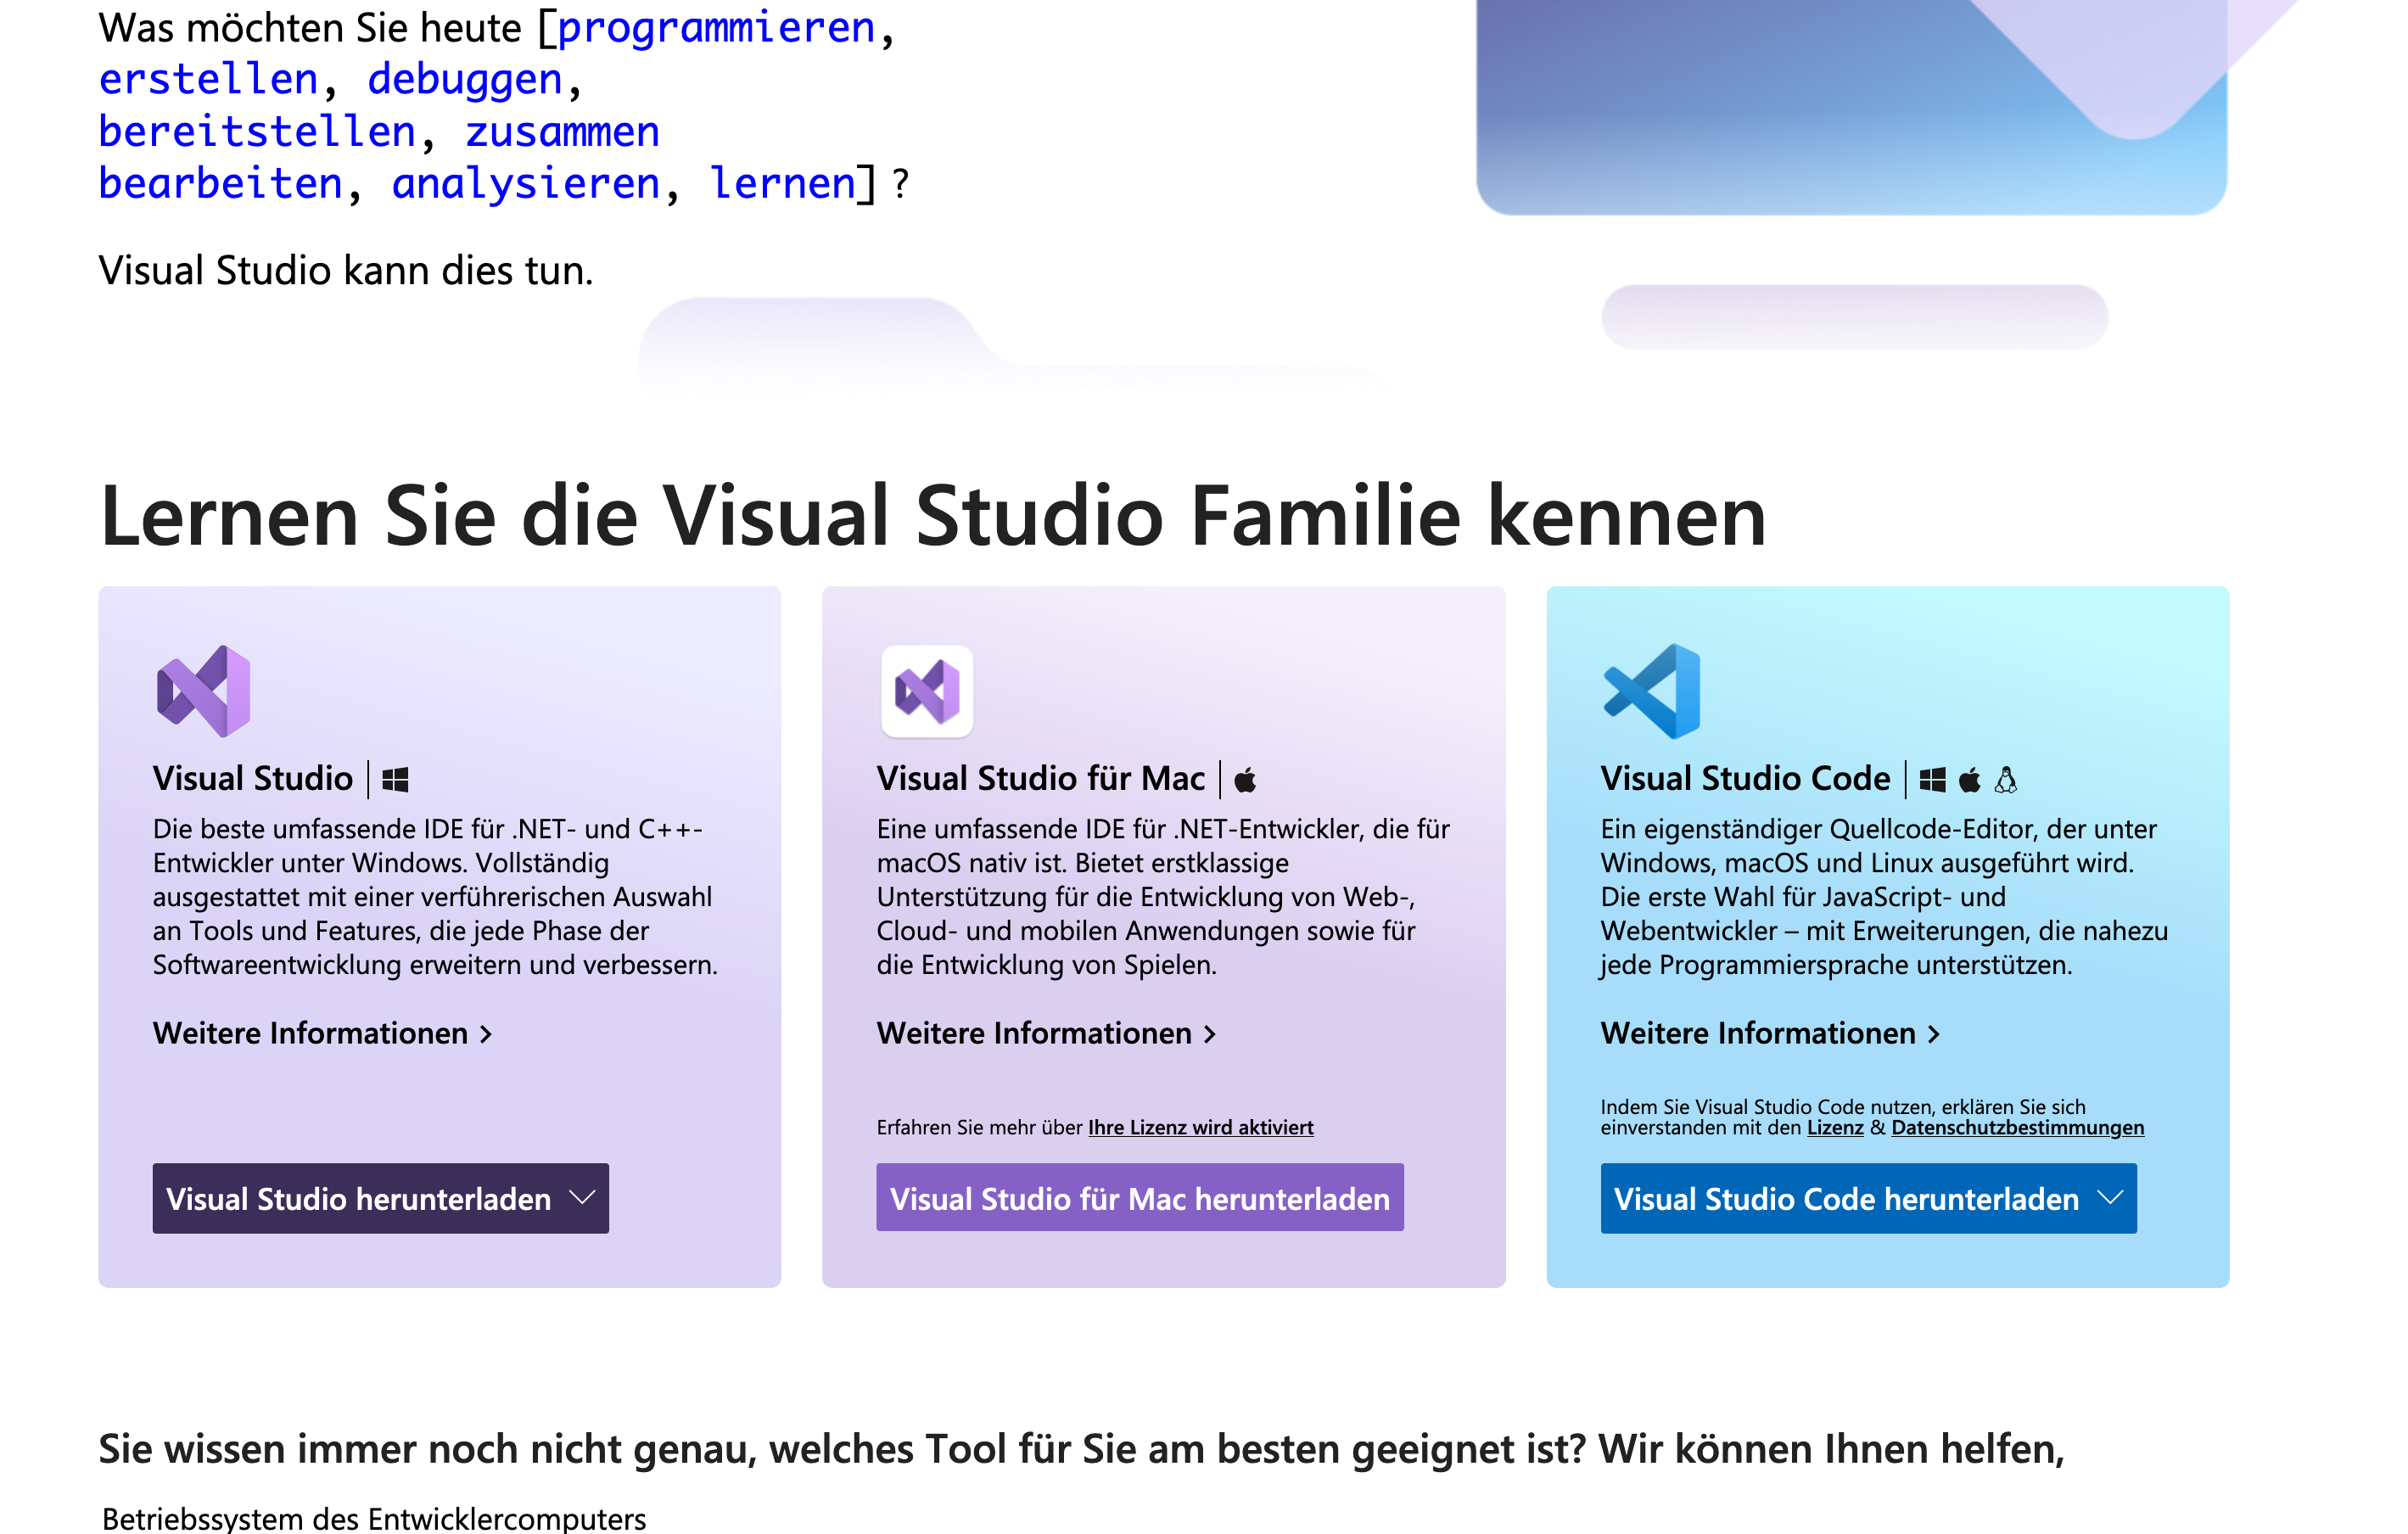 Was möchten Sie heute [programmieren,
erstellen, debuggen,
bereitstellen, zusammen
bearbeiten, analysieren, lernen] ?
Visual Studio kann dies tun.
Lernen Sie die Visual Studio Familie kennen
Visual Studio
Die beste umfassende IDE für .NET- und C++-
Entwickler unter Windows. Vollständig
ausgestattet mit einer verführerischen Auswahl
an Tools und Features, die jede Phase der
Softwareentwicklung erweitern und verbessern.
Weitere Informationen
Visual Studio herunterladen
Visual Studio für Mac
Eine umfassende IDE für .NET-Entwickler, die für
macOS nativ ist. Bietet erstklassige
Unterstützung für die Entwicklung von Web-,
Cloud- und mobilen Anwendungen sowie für
die Entwicklung von Spielen.
Weitere Informationen
Erfahren Sie mehr über Ihre Lizenz wird aktiviert
Visual Studio für Mac herunterladen
Visual Studio Code
Ein eigenständiger Quellcode-Editor, der unter
Windows, macOS und Linux ausgeführt wird.
Die erste Wahl für JavaScript- und
Webentwickler – mit Erweiterungen, die nahezu
jede Programmiersprache unterstützen.
Weitere Informationen
Indem Sie Visual Studio Code nutzen, erklären Sie sich
einverstanden mit den Lizenz & Datenschutzbestimmungen
Visual Studio Code herunterladen
Sie wissen immer noch nicht genau, welches Tool für Sie am besten geeignet ist? Wir können Ihnen helfen,
Betriebssystem des Entwicklercomputers